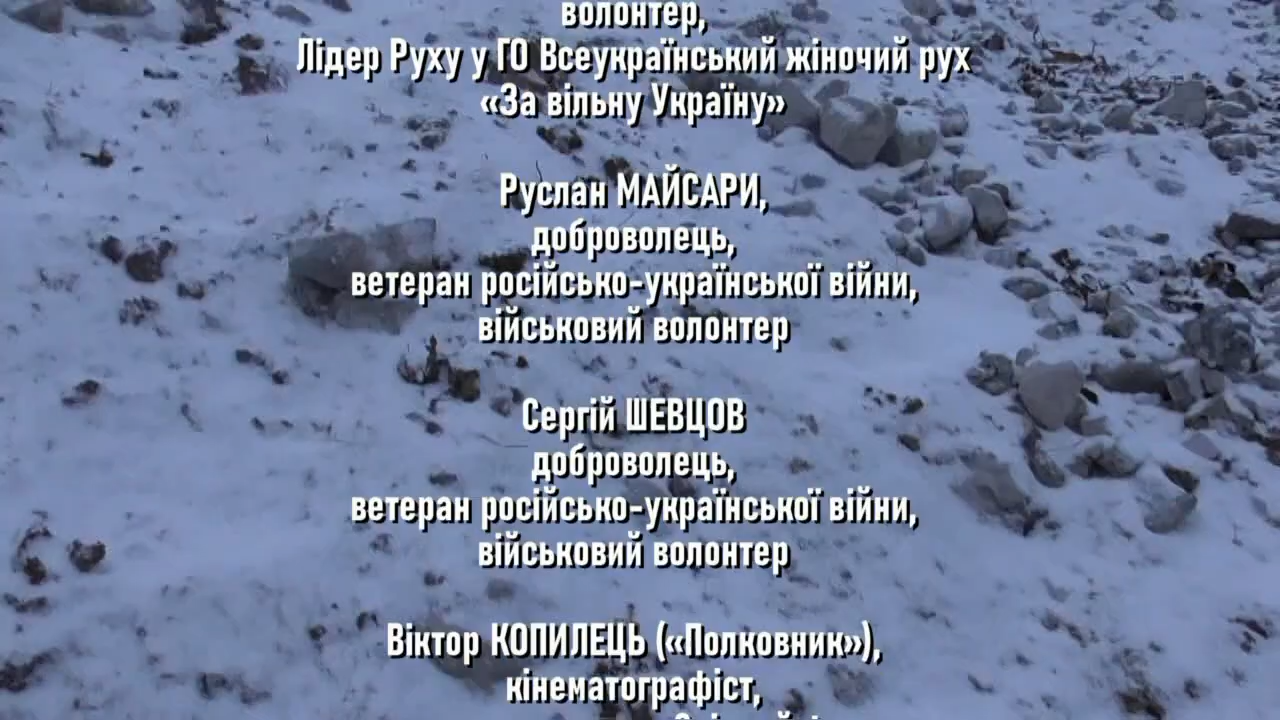 волонтер,
Лідер Руху у ГО Всеукраїнський жіночий рух
«За вільну Україну»
Руслан МАЙСАРИ,
доброволець,
ветеран російсько-української війни,
військовий волонтер
Сергій ШЕВЦОВ
доброволець,
ветеран російсько-української війни,
військовий волонтер
Віктор КОПИЛЕЦЬ («Полковник»),
кінематографіст,